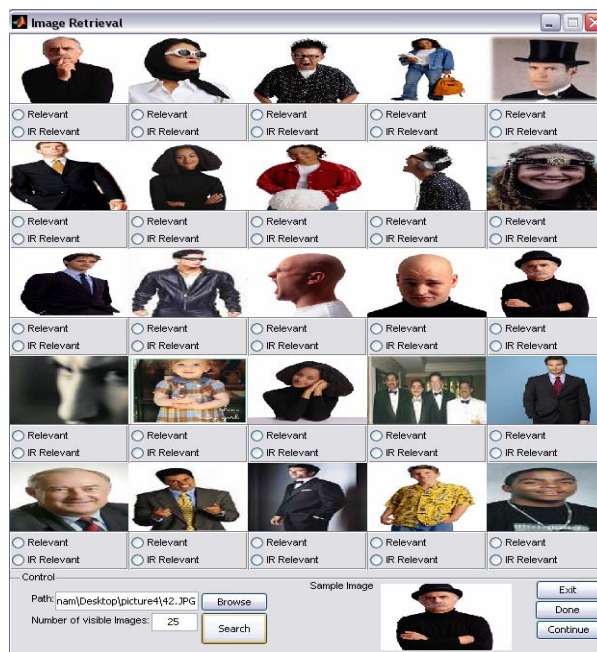 Image Retrieval
Relevant Relevant Relevant Relevant Relevant
IR Relevant IR Relevant IR Relevant IR Relevant IR Relevant
Relevant Relevant Relevant Relevant Relevant
IR Relevant IR Relevant IR Relevant IR Relevant IR Relevant
Relevant Relevant Relevant Relevant Relevant
IR Relevant IR Relevant IR Relevant IR Relevant IR Relevant
girl
Relevant Relevant Relevant Relevant Relevant
IR Relevant IR Relevant IR Relevant IR Relevant IR Relevant
Relevant Relevant Relevant Relevant Relevant
IR Relevant IR Relevant IR Relevant IR Relevant IR Relevant
Control
Path: nam\Desktop\picture4\42.JPG Browse
Number of visible Images: 25 Search
Sample Image
Exit
Done
Continue